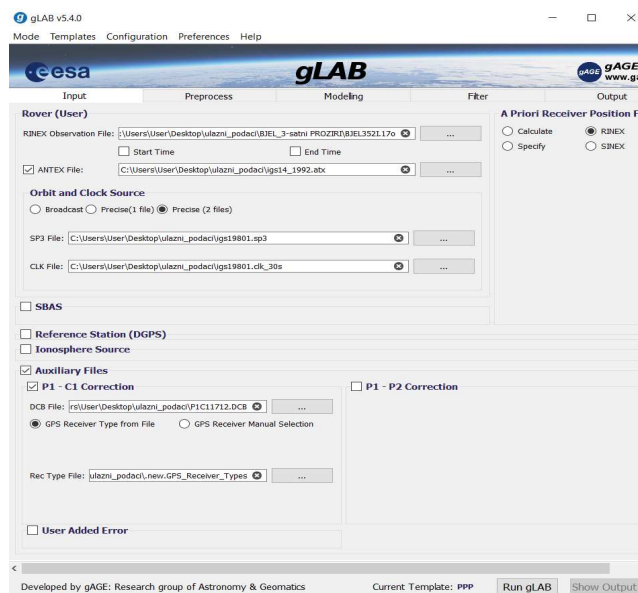 gLAB v5.4.0
Mode Templates Configuration Preferences Help
esa
gLAB
gAGE
gAGE
www.ga
Input Preprocess Modeling Filter Output
Rover (User)
RINEX Observation File: :\Users\User\Desktop\ulazni_podaci\BJEL_3-satni PROZIRI\BJEL352I.17o ...
Start Time End Time
ANTEX File: C:\Users\User\Desktop\ulazni_podaci\igs14_1992.atx ...
Orbit and Clock Source
Broadcast Precise(1 file) Precise (2 files)
SP3 File: C:\Users\User\Desktop\ulazni_podaci\igs19801.sp3 ...
CLK File: C:\Users\User\Desktop\ulazni_podaci\igs19801.clk_30s ...
A Priori Receiver Position F
Calculate RINEX
Specify SINEX
SBAS
Reference Station (DGPS)
Ionosphere Source
Auxiliary Files
P1 - C1 Correction
DCB File: rs\User\Desktop\ulazni_podaci\P1C11712.DCB ...
GPS Receiver Type from File GPS Receiver Manual Selection
Rec Type File: ulazni_podaci\.new.GPS_Receiver_Types ...
P1 - P2 Correction
User Added Error
Developed by gAGE: Research group of Astronomy & Geomatics Current Template: PPP Run gLAB Show Output